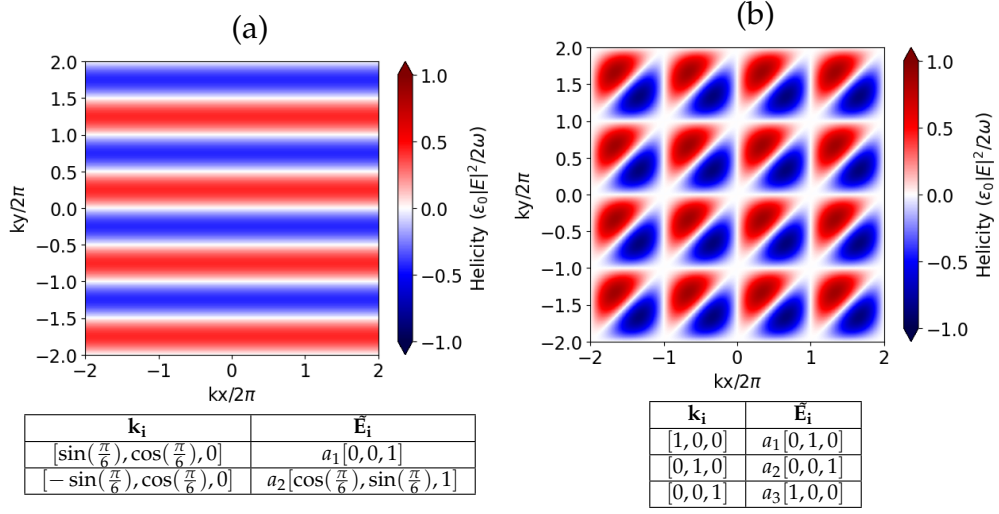 (a)
2.0
1.5
1.0
0.5
0.0
−0.5
−1.0
−1.5
−2.0
ky/2π
−2 −1 0 1 2
kx/2π
1.0
0.5
0.0
−0.5
−1.0
Helicity (ε₀|E|²/2ω)
k_i Ẽ_i
[sin(π/6), cos(π/6), 0] a₁[0, 0, 1]
[− sin(π/6), cos(π/6), 0] a₂[cos(π/6), sin(π/6), 1]
(b)
2.0
1.5
1.0
0.5
0.0
−0.5
−1.0
−1.5
−2.0
ky/2π
−2 −1 0 1 2
kx/2π
1.0
0.5
0.0
−0.5
−1.0
Helicity (ε₀|E|²/2ω)
k_i Ẽ_i
[1, 0, 0] a₁[0, 1, 0]
[0, 1, 0] a₂[0, 0, 1]
[0, 0, 1] a₃[1, 0, 0]